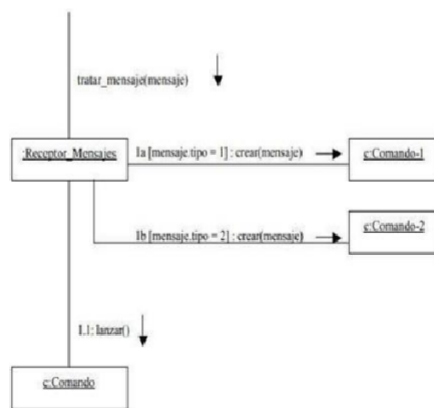 tratar_mensaje(mensaje)
:Receptor_Mensajes
1a [mensaje.tipo = 1] : crear(mensaje)
c:Comando-1
1b [mensaje.tipo = 2] : crear(mensaje)
c:Comando-2
1.1: lanzar()
c:Comando